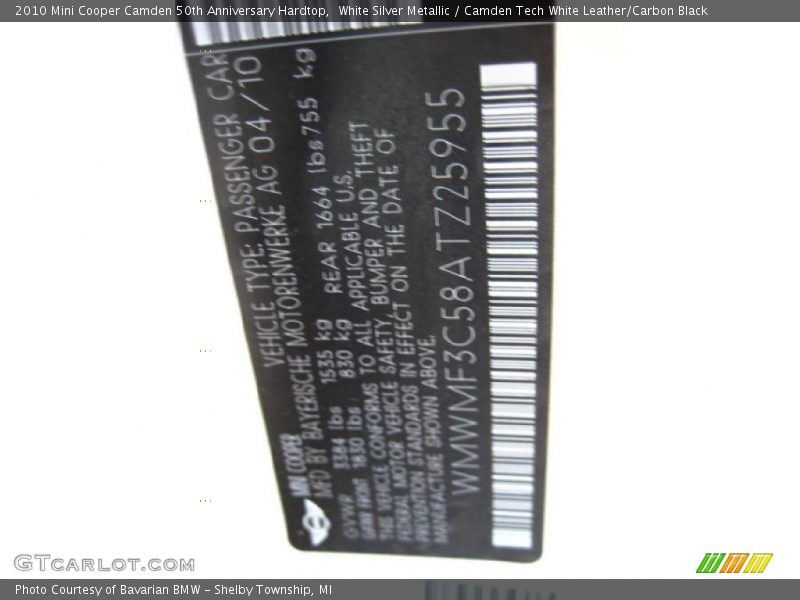 2010 Mini Cooper Camden 50th Anniversary Hardtop,  White Silver Metallic / Camden Tech White Leather/Carbon Black
MINI COOPER
VEHICLE TYPE: PASSENGER CAR
MFD BY BAYERISCHE MOTORENWERKE AG 04/10
GVWR 3384 lbs 1535 kg
1830 lbs 830 kg REAR 1664 lbs 755 kg
THIS VEHICLE CONFORMS TO ALL APPLICABLE U.S.
FEDERAL MOTOR VEHICLE SAFETY, BUMPER AND THEFT
PREVENTION STANDARDS IN EFFECT ON THE DATE OF
MANUFACTURE SHOWN ABOVE.
WMWMF3C58ATZ25955
GTCarLot.com
Photo Courtesy of Bavarian BMW - Shelby Township, MI